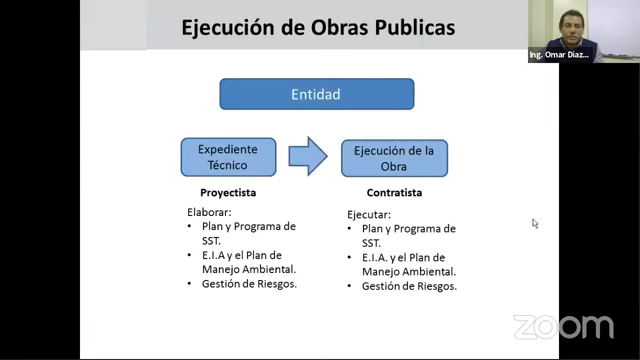 Ejecución de Obras Publicas
Ing. Omar Diaz...
Entidad
Expediente
Técnico
Ejecución de la
Obra
Proyectista
Contratista
Elaborar:
• Plan y Programa de
SST.
• E.I.A y el Plan de
Manejo Ambiental.
• Gestión de Riesgos.
Ejecutar:
• Plan y Programa de
SST.
• E.I.A. y el Plan de
Manejo Ambiental.
• Gestión de Riesgos.
zoom